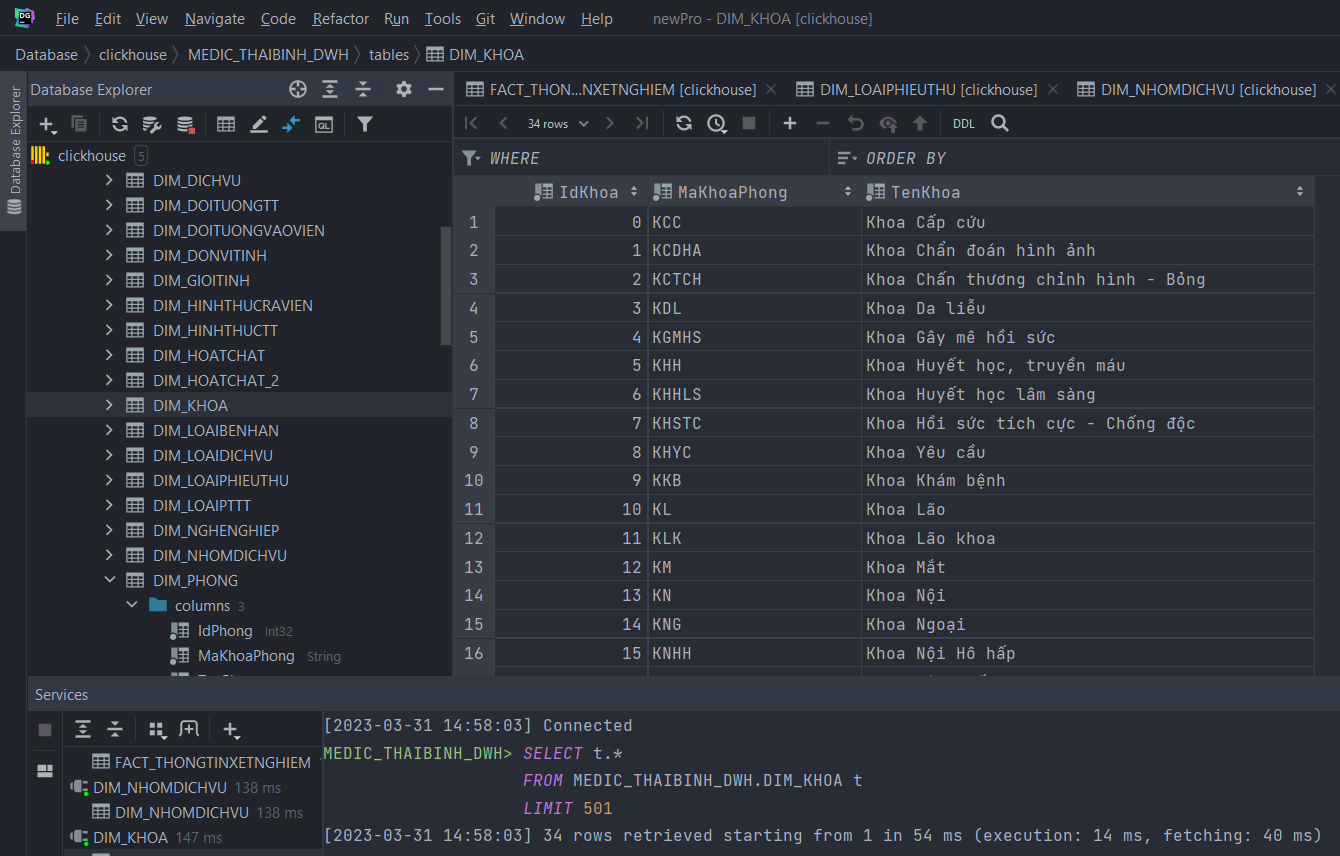 DG File Edit View Navigate Code Refactor Run Tools Git Window Help newPro - DIM_KHOA [clickhouse]
Database clickhouse MEDIC_THAIBINH_DWH tables DIM_KHOA
Database Explorer
Database Explorer
FACT_THON...NXETNGHIEM [clickhouse] DIM_LOAIPHIEUTHU [clickhouse] DIM_NHOMDICHVU [clickhouse]
QL
34 rows DDL
WHERE ORDER BY
clickhouse 5
DIM_DICHVU
DIM_DOITUONGTT
DIM_DOITUONGVAOVIEN
DIM_DONVITINH
DIM_GIOITINH
DIM_HINHTHUCRAVIEN
DIM_HINHTHUCTT
DIM_HOATCHAT
DIM_HOATCHAT_2
DIM_KHOA
DIM_LOAIBENHAN
DIM_LOAIDICHVU
DIM_LOAIPHIEUTHU
DIM_LOAIPTTT
DIM_NGHENGHIEP
DIM_NHOMDICHVU
DIM_PHONG
columns 3
IdPhong Int32
MaKhoaPhong String
IdKhoa MaKhoaPhong TenKhoa
1 0 KCC Khoa Cấp cứu
2 1 KCDHA Khoa Chẩn đoán hình ảnh
3 2 KCTCH Khoa Chấn thương chỉnh hình - Bỏng
4 3 KDL Khoa Da liễu
5 4 KGMHS Khoa Gây mê hồi sức
6 5 KHH Khoa Huyết học, truyền máu
7 6 KHHLS Khoa Huyết học lâm sàng
8 7 KHSTC Khoa Hồi sức tích cực - Chống độc
9 8 KHYC Khoa Yêu cầu
10 9 KKB Khoa Khám bệnh
11 10 KL Khoa Lão
12 11 KLK Khoa Lão khoa
13 12 KM Khoa Mắt
14 13 KN Khoa Nội
15 14 KNG Khoa Ngoại
16 15 KNHH Khoa Nội Hô hấp
Services
FACT_THONGTINXETNGHIEM
DIM_NHOMDICHVU 138 ms
DIM_NHOMDICHVU 138 ms
DIM_KHOA 147 ms
[2023-03-31 14:58:03] Connected
MEDIC_THAIBINH_DWH> SELECT t.*
FROM MEDIC_THAIBINH_DWH.DIM_KHOA t
LIMIT 501
[2023-03-31 14:58:03] 34 rows retrieved starting from 1 in 54 ms (execution: 14 ms, fetching: 40 ms)